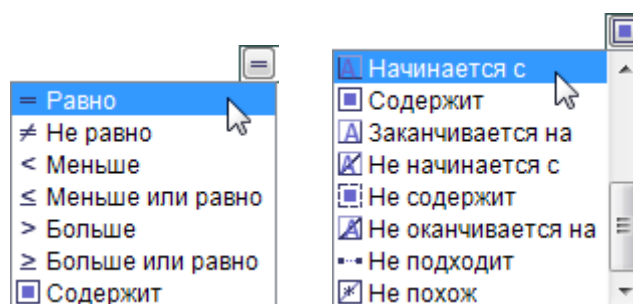 = Равно
≠ Не равно
< Меньше
≤ Меньше или равно
> Больше
≥ Больше или равно
Содержит
Начинается с
Содержит
Заканчивается на
Не начинается с
Не содержит
Не оканчивается на
Не подходит
Не похож